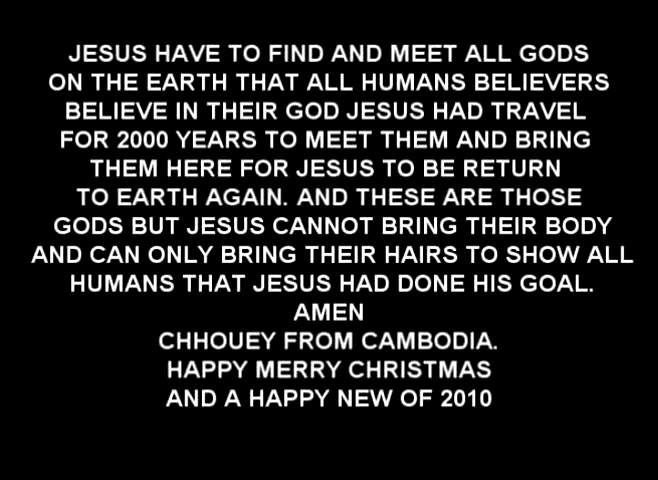 JESUS HAVE TO FIND AND MEET ALL GODS
ON THE EARTH THAT ALL HUMANS BELIEVERS
BELIEVE IN THEIR GOD JESUS HAD TRAVEL
FOR 2000 YEARS TO MEET THEM AND BRING
THEM HERE FOR JESUS TO BE RETURN
TO EARTH AGAIN. AND THESE ARE THOSE
GODS BUT JESUS CANNOT BRING THEIR BODY
AND CAN ONLY BRING THEIR HAIRS TO SHOW ALL
HUMANS THAT JESUS HAD DONE HIS GOAL.
AMEN
CHHOUEY FROM CAMBODIA.
HAPPY MERRY CHRISTMAS
AND A HAPPY NEW OF 2010